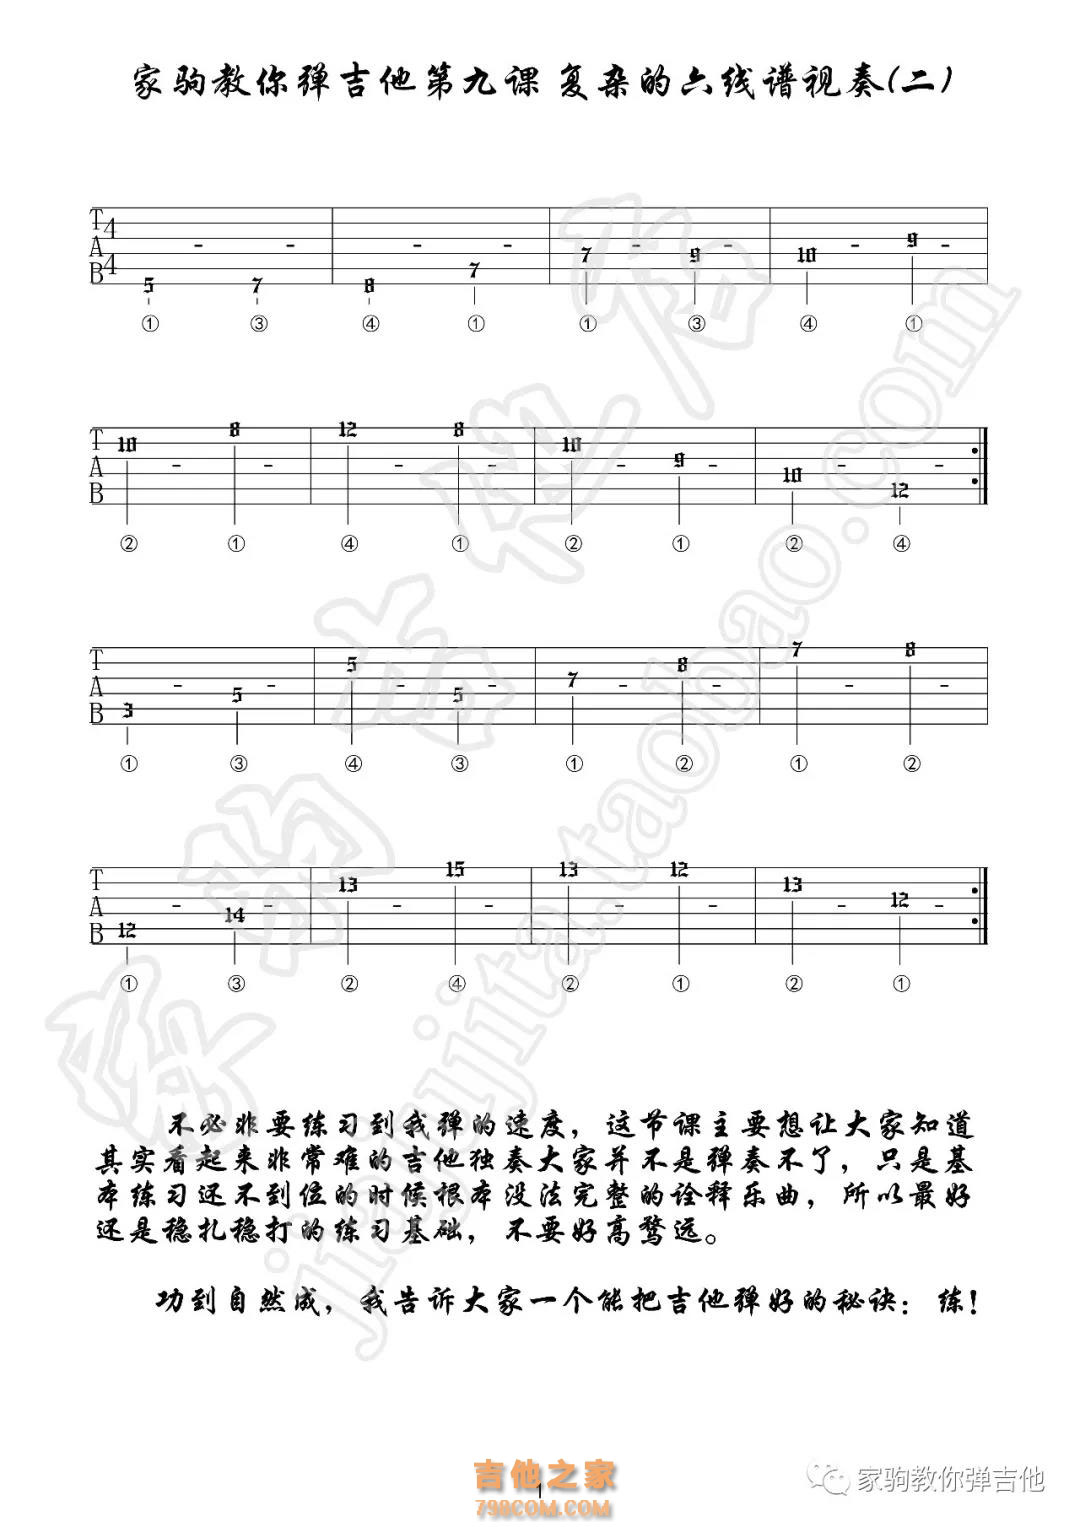 家驹教你弹吉他第九课 复杂的六线谱视奏(二)
T 4 A 4 B
- - - - - - - -
5 7 8 7 7 9 10 9
① ③ ④ ① ① ③ ④ ①
TAB
10 8 12 8 10 9 10 12
- - - - - - - -
② ① ④ ① ② ① ② ④
TAB
3 5 5 5 7 8 7 8
- - - - - - - -
① ③ ④ ③ ① ② ① ②
TAB
12 14 13 15 13 12 13 12
- - - - - - - -
① ③ ② ④ ② ① ② ①
不必非要练习到我弹的速度，这节课主要想让大家知道
其实看起来非常难的吉他独奏大家并不是弹奏不了，只是基
本练习还不到位的时候根本没法完整的诠释乐曲，所以最好
还是稳扎稳打的练习基础，不要好高骛远。
功到自然成，我告诉大家一个能把吉他弹好的秘诀：练！
家驹吉他岩
jiajujita.taobao.com
吉他之家
798COM.COM
1
家驹教你弹吉他